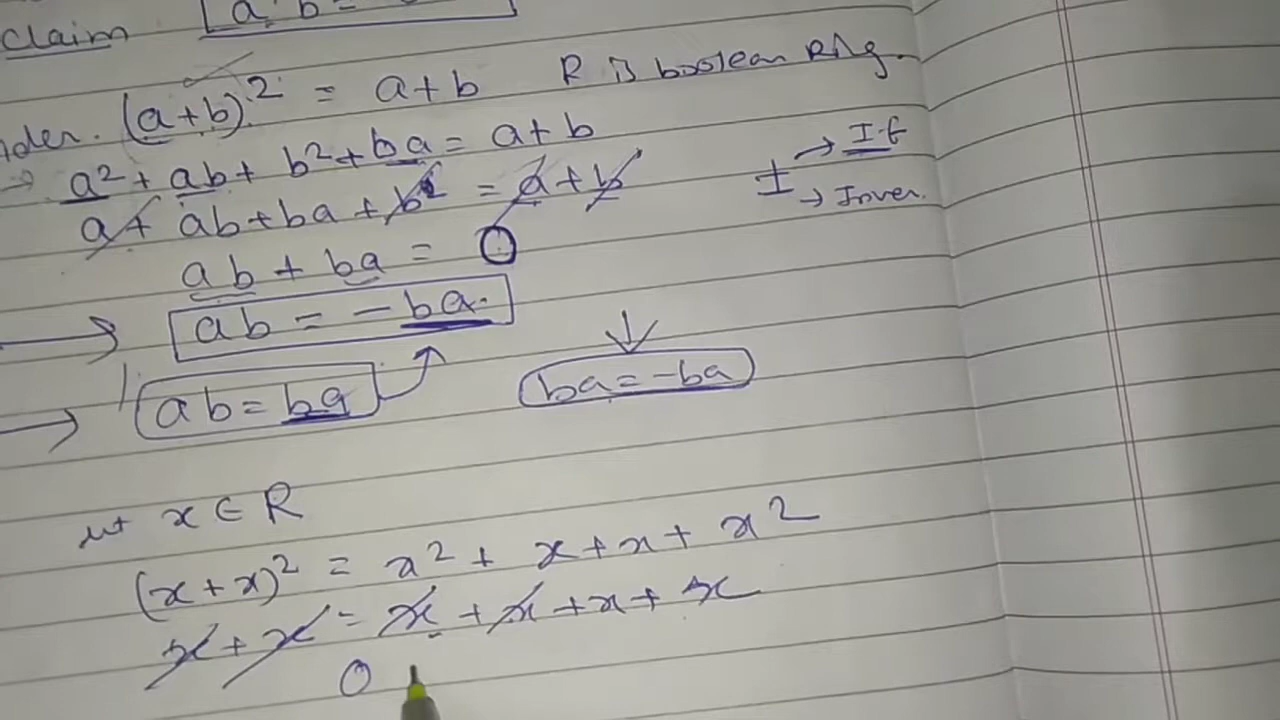 claim a b =
(a+b)² = a+b R is boolean Ring.
→ a² + ab + b² + ba = a + b
a + ab + ba + b² = a + b
± → I.E
→ Inver.
ab + ba = 0
→ ab = - ba.
→ ab = ba
↓
ba = -ba
let x ∈ R
(x + x)² = x² + x + x + x²
x + x = x + x + x + x
0